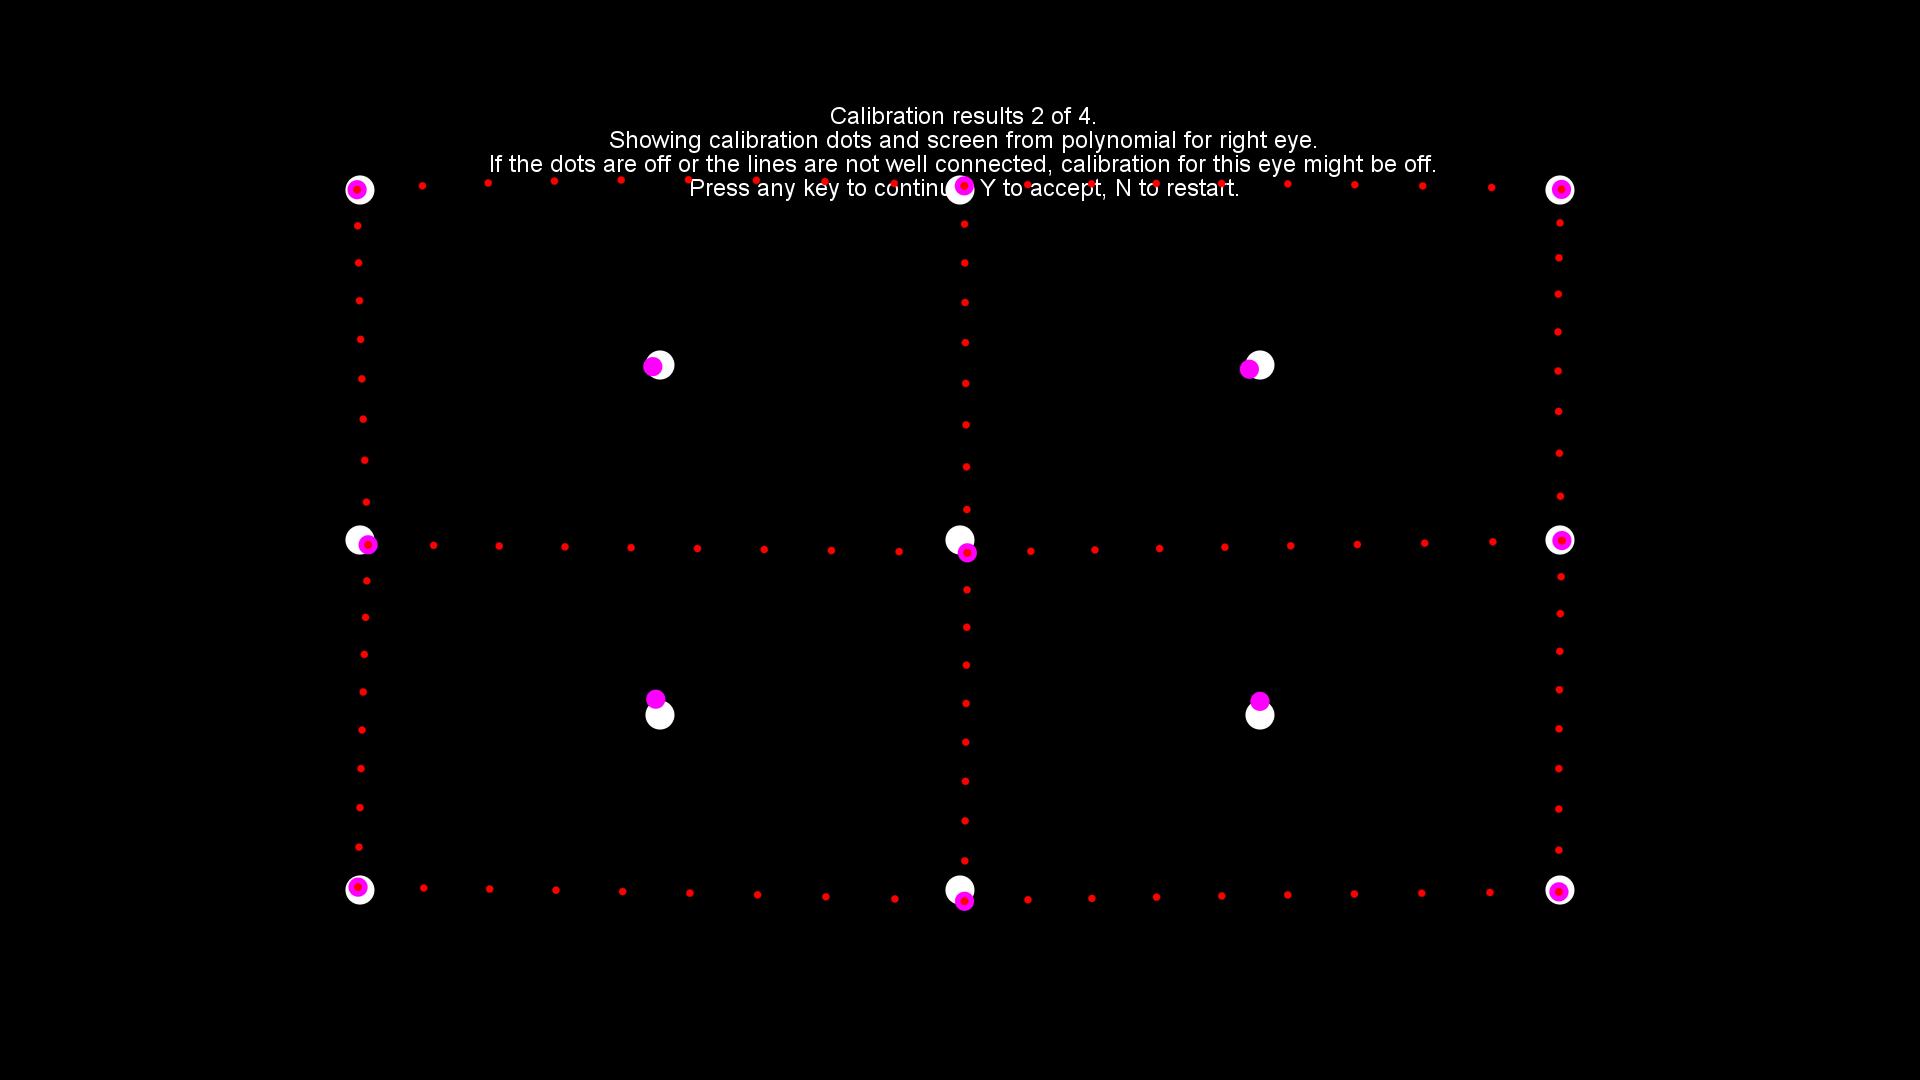 Calibration results 2 of 4.
Showing calibration dots and screen from polynomial for right eye.
If the dots are off or the lines are not well connected, calibration for this eye might be off.
Press any key to continue, Y to accept, N to restart.